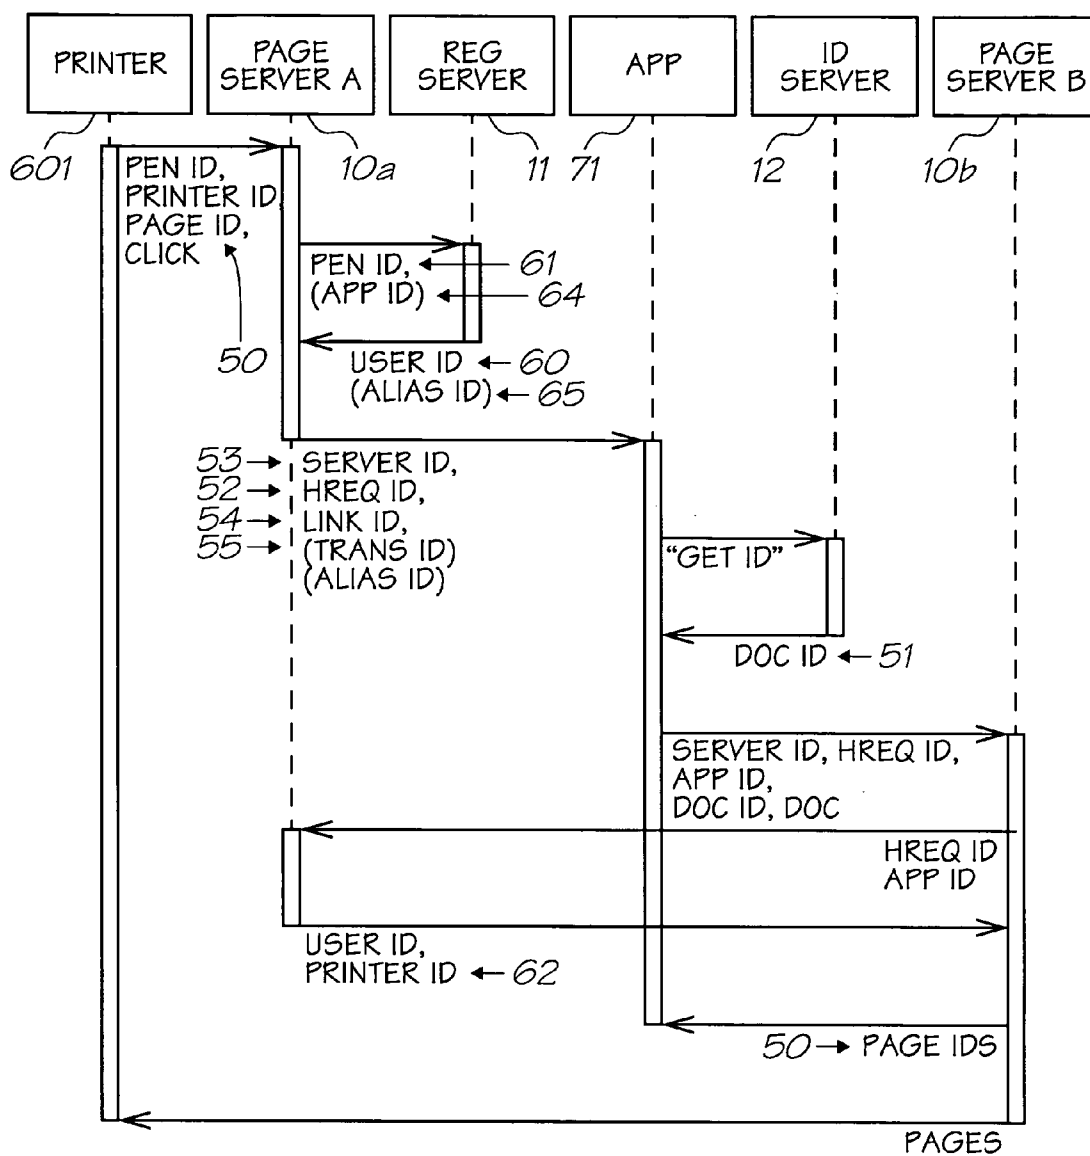 PRINTER
PAGE
SERVER A
REG
SERVER
APP
ID
SERVER
PAGE
SERVER B
601
10a
11
71
12
10b
PEN ID,
PRINTER ID
PAGE ID,
CLICK
50
PEN ID,
61
(APP ID)
64
USER ID
60
(ALIAS ID)
65
53
SERVER ID,
52
HREQ ID,
54
LINK ID,
55
(TRANS ID)
(ALIAS ID)
"GET ID"
DOC ID
51
SERVER ID, HREQ ID,
APP ID,
DOC ID, DOC
HREQ ID
APP ID
USER ID,
PRINTER ID
62
50
PAGE IDS
PAGES